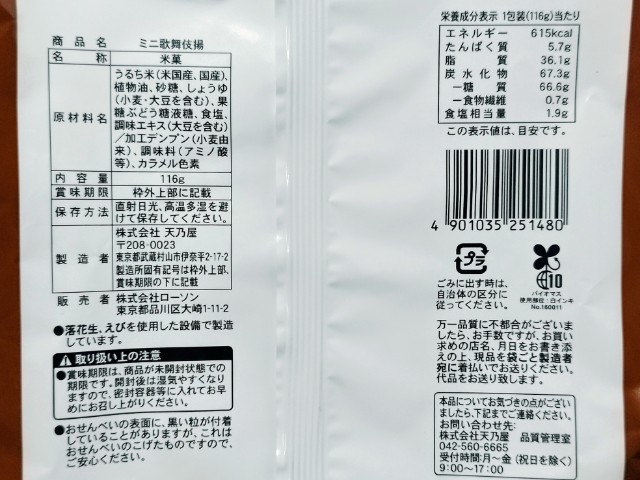 商品名 ミニ歌舞伎揚
名称 米菓
原材料名 うるち米(米国産、国産)、
植物油、砂糖、しょうゆ
(小麦・大豆を含む)、果
糖ぶどう糖液糖、食塩、
調味エキス(大豆を含む)
/加工デンプン(小麦由
来)、調味料(アミノ酸
等)、カラメル色素
内容量 116g
賞味期限 枠外上部に記載
保存方法 直射日光、高温多湿を避
けて保存してください。
製造者 株式会社 天乃屋
〒208-0023
東京都武蔵村山市伊奈平2-17-2
製造所固有記号は枠外上部、
賞味期限の下に記載
販売者 株式会社ローソン
東京都品川区大崎1-11-2
●落花生、えびを使用した設備で製造
しています。
取り扱い上の注意
●賞味期限は、商品が未開封状態での
期限です。開封後は湿気やすくなり
ますので、密封容器等に入れてお早
めにお召し上がりください。
●おせんべいの表面に、黒い粒が付着
していることがありますが、これは
おせんべいのこげたものですので、
ご安心ください。
栄養成分表示 1包装(116g)当たり
エネルギー 615kcal
たんぱく質 5.7g
脂質 36.1g
炭水化物 67.3g
ー糖質 66.6g
ー食物繊維 0.7g
食塩相当量 1.9g
この表示値は、目安です。
4 901035 251480
プラ
ごみに出す時は、
自治体の区分に
従ってください。
10
バイオマス
使用部位:白インキ
No.160011
万一品質に不都合がございま
したら、お手数ですが、お買い
求めの店名、月日をお書き添
えの上、現品を袋ごと製造者
宛に着払いでお送りください。
代品をお送り致します。
本品についてお気づきの点がござい
ましたら、下記までご連絡ください。
お問い合わせ先:
株式会社天乃屋 品質管理室
042-560-6665
受付時間:月〜金(祝日を除く)
9:00〜17:00